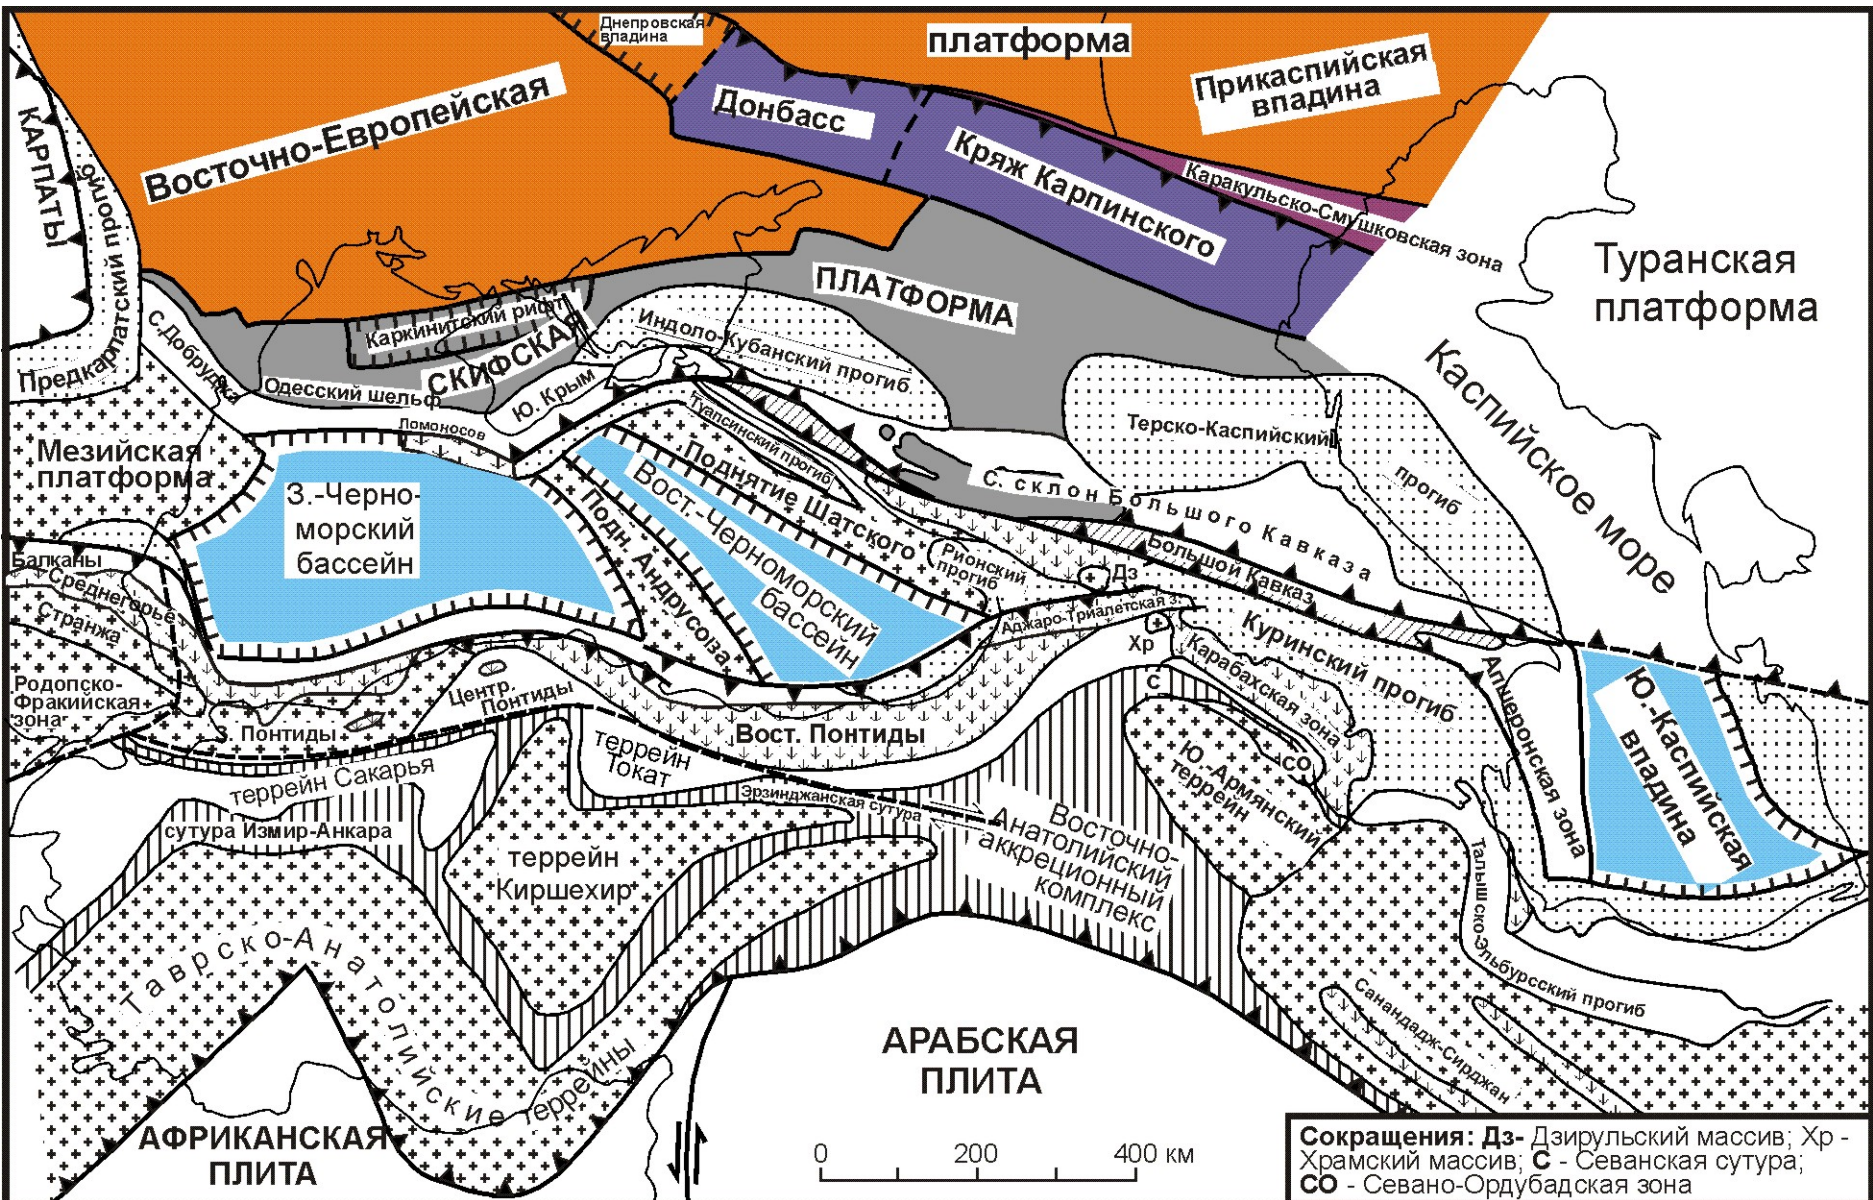 Днепровская
впадина
платформа
Прикаспийская
впадина
Восточно-Европейская
Донбасс
Кряж Карпинского
Каракульско-Смушковская зона
КАРПАТЫ
Предкарпатский прогиб
Туранская
платформа
ПЛАТФОРМА
СКИФСКАЯ
Каркинитский рифт
Индоло-Кубанский прогиб
С.Добруджа
Одесский шельф
Ю. Крым
Ломоносов
Каспийское море
Терско-Каспийский
прогиб
Мезийская
платформа
З.-Черно-
морский
бассейн
Туапсинский прогиб
Поднятие Шатского
Вост.-Черноморский
бассейн
Подн. Андрусова
С. склон Большого Кавказа
Большой Кавказ
Рионский
прогиб
Дз
Аджаро-Триалетская з.
Хр
С
Карабахская зона
Куринский прогиб
Апшеронская зона
Ю.-Каспийская
впадина
Балканы
Среднегорье
Странжа
Родопско-
Фракийская
зона
Понтиды
Центр.
Понтиды
Вост. Понтиды
террейн
Токат
террейн Сакарья
сутура Измир-Анкара
Эрзинджанская сутура
террейн
Киршехир
Восточно-
Анатолийский
аккреционный
комплекс
Ю.-Армянский
террейн
СО
Талышско-Эльбурсский прогиб
Санандадж-Сирджан
Таврско-Анатолийские террейны
АФРИКАНСКАЯ
ПЛИТА
АРАБСКАЯ
ПЛИТА
0 200 400 км
Сокращения: Дз- Дзирульский массив; Хр -
Храмский массив; С - Севанская сутура;
СО - Севано-Ордубадская зона